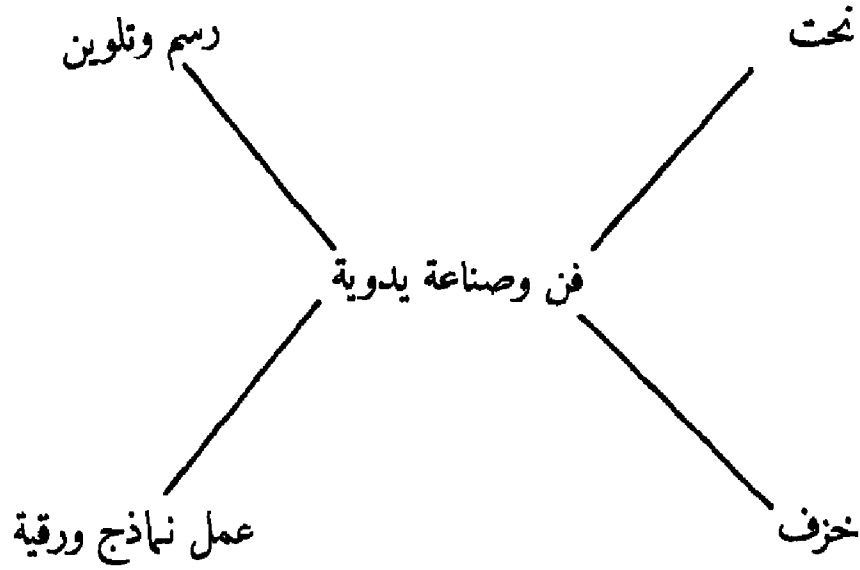 نحت
رسم وتلوين
فن وصناعة يدوية
خزف
عمل نماذج ورقية